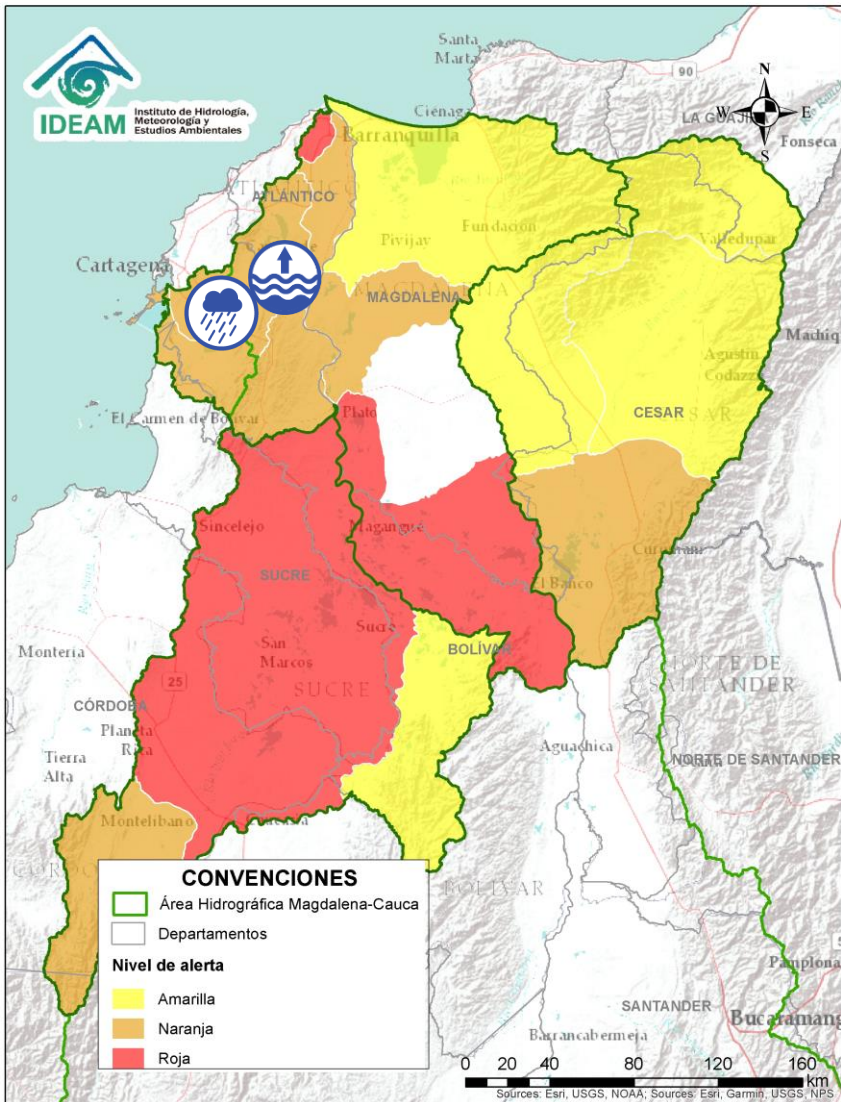 IDEAM
Instituto de Hidrología,
Meteorología y
Estudios Ambientales
Santa
Marta
90
N
W
E
S
Ciénaga
LA GUAJIRA
Fonseca
Barranquilla
ATLÁNTICO
Fundación
Pivijay
Valledupar
Cartagena
MAGDALENA
Agustín
Codazzi
El Carmen de Bolívar
Plato
CESAR
Sincelejo
Magangué
SUCRE
El Banco
Sucre
San
Marcos
BOLÍVAR
Montería
25
SUCRE
NORTE DE
SANTANDER
CÓRDOBA
Planeta
Rica
Tierra
Alta
Aguachica
NORTE DE SANTANDER
Montelíbano
BOLÍVAR
CONVENCIONES
Área Hidrográfica Magdalena-Cauca
Departamentos
Nivel de alerta
Amarilla
Naranja
Roja
Pamplona
SANTANDER
Bucaramang
Barrancabermeja
0 20 40 80 120 160
km
Sources: Esri, USGS, NOAA; Sources: Esri, Garmin, USGS, NPS